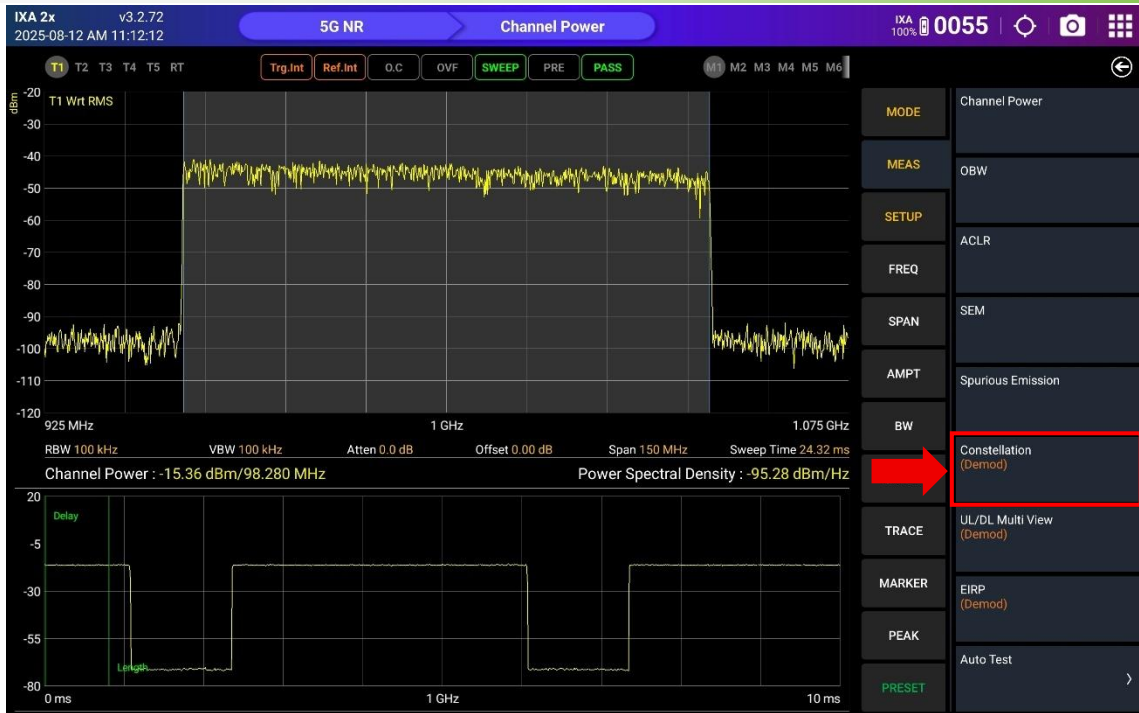 IXA 2x v3.2.72
2025-08-12 AM 11:12:12
5G NR
Channel Power
IXA
100%
0055
T1 T2 T3 T4 T5 RT
Trg.Int
Ref.Int
O.C
OVF
SWEEP
PRE
PASS
M1 M2 M3 M4 M5 M6
dBm
T1 Wrt RMS
-20
-30
-40
-50
-60
-70
-80
-90
-100
-110
-120
925 MHz
1 GHz
1.075 GHz
RBW 100 kHz
VBW 100 kHz
Atten 0.0 dB
Offset 0.00 dB
Span 150 MHz
Sweep Time 24.32 ms
Channel Power : -15.36 dBm/98.280 MHz
Power Spectral Density : -95.28 dBm/Hz
20
Delay
-5
-30
-55
Length
-80
0 ms
1 GHz
10 ms
MODE
MEAS
SETUP
FREQ
SPAN
AMPT
BW
TRACE
MARKER
PEAK
PRESET
Channel Power
OBW
ACLR
SEM
Spurious Emission
Constellation
(Demod)
UL/DL Multi View
(Demod)
EIRP
(Demod)
Auto Test